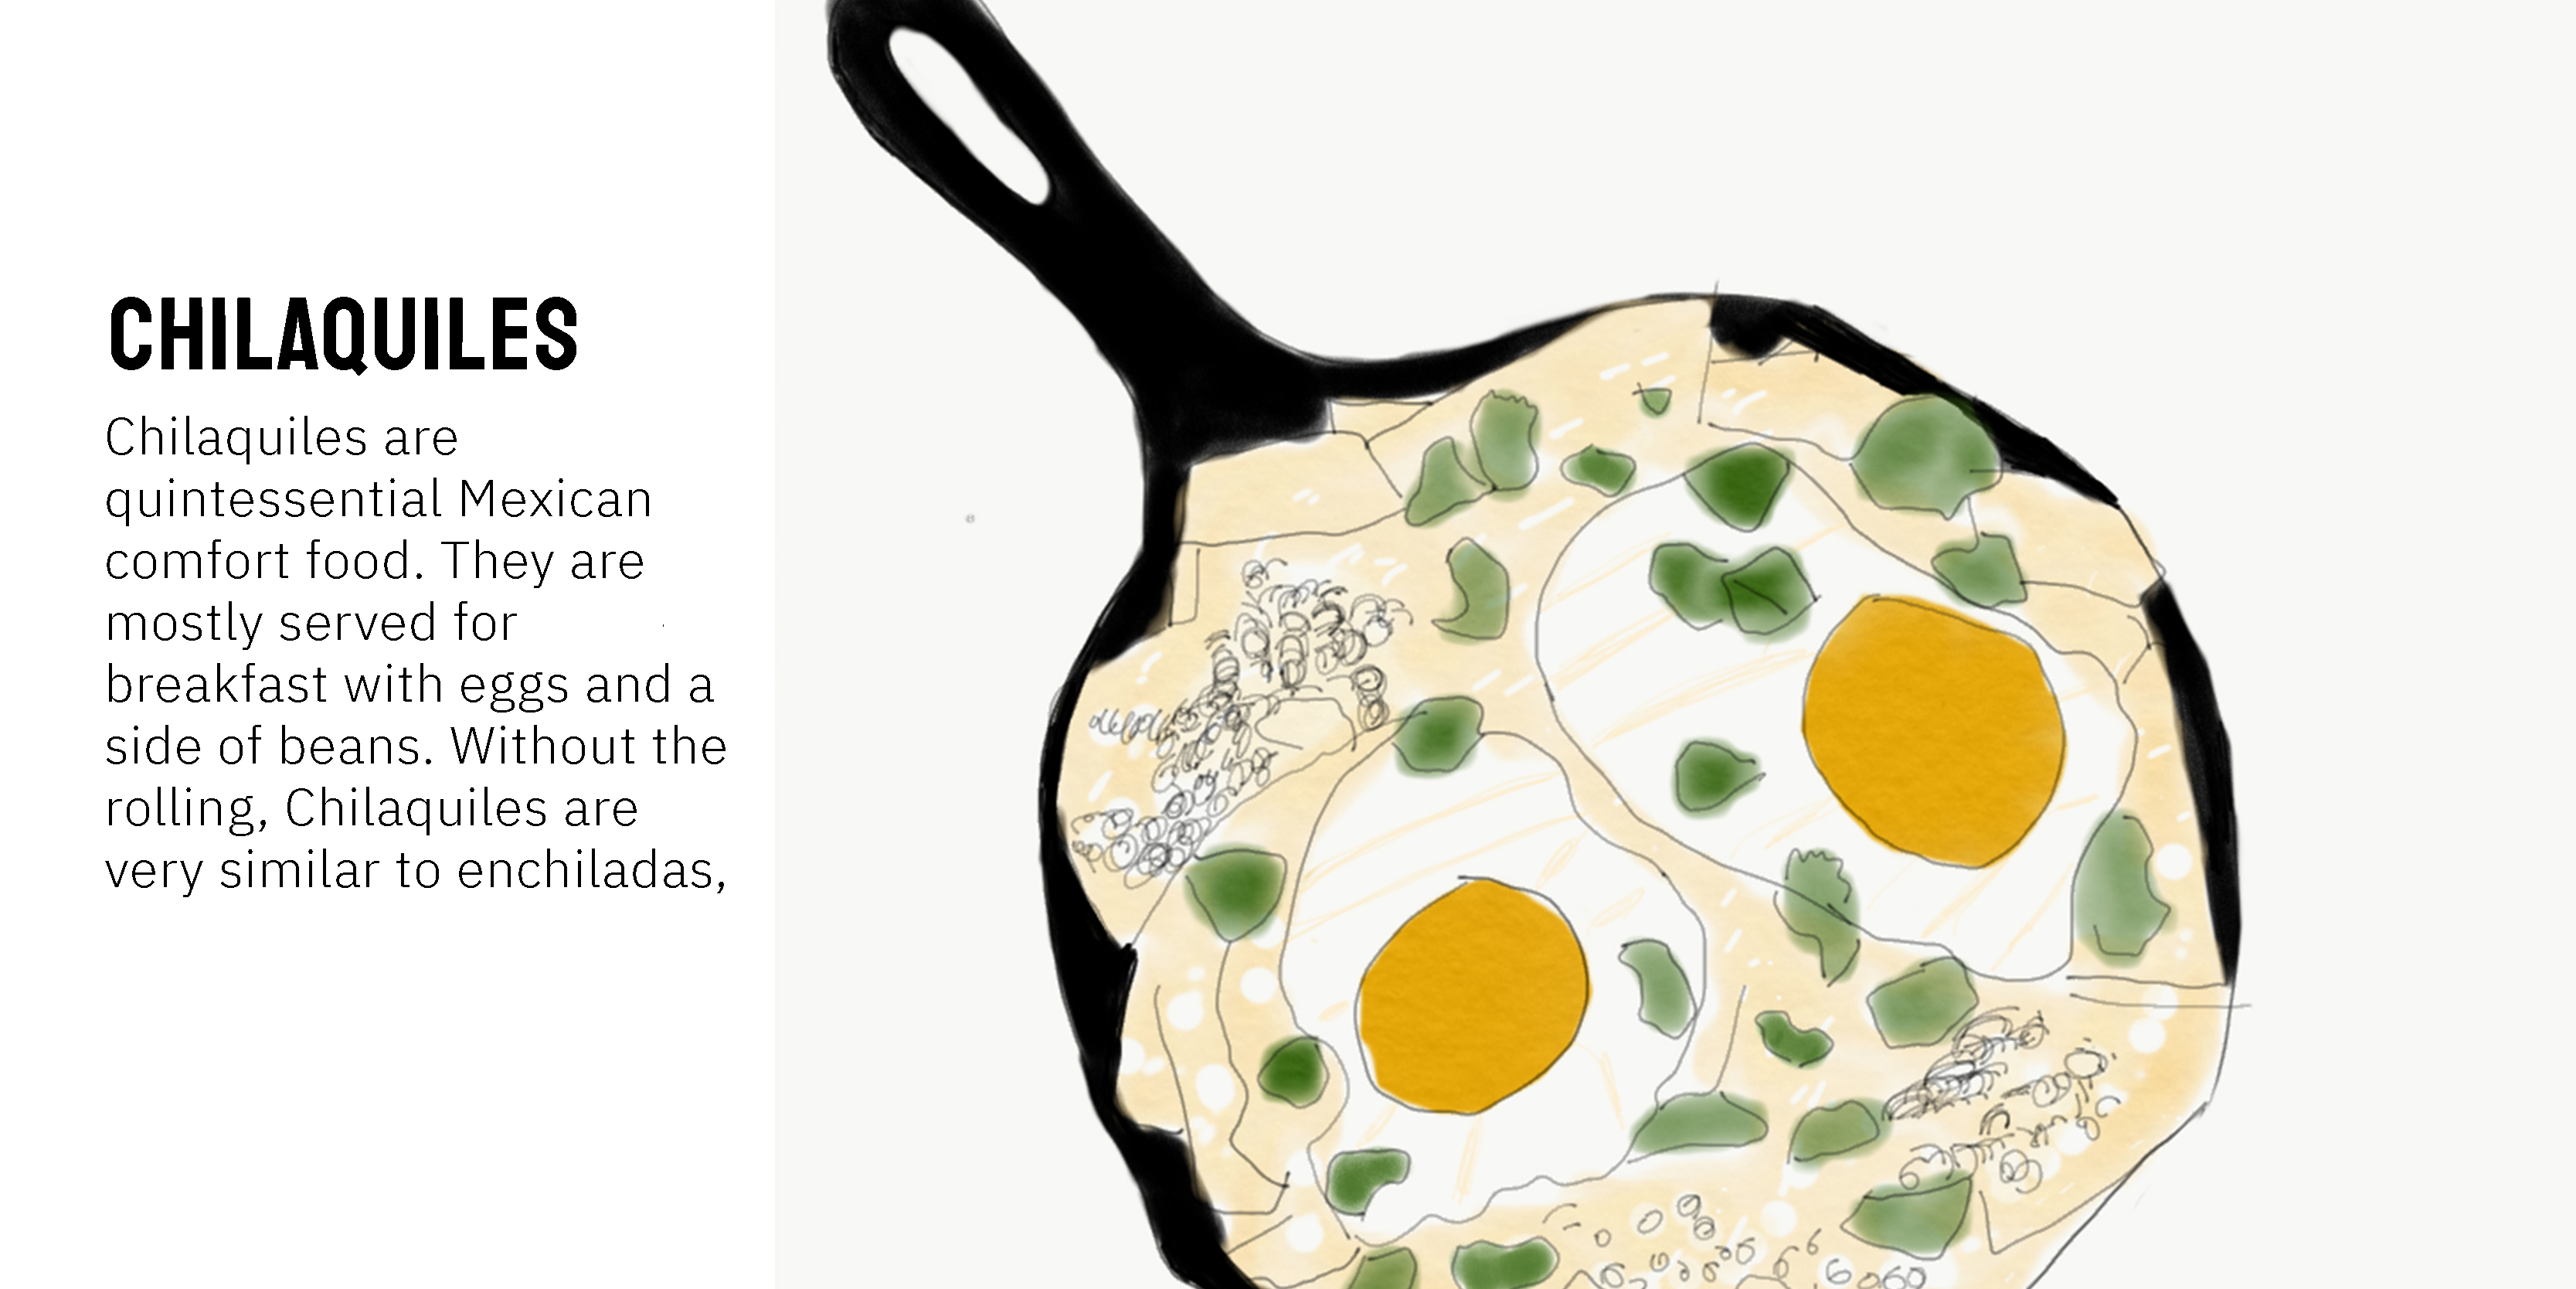 CHILAQUILES
Chilaquiles are
quintessential Mexican
comfort food. They are
mostly served for
breakfast with eggs and a
side of beans. Without the
rolling, Chilaquiles are
very similar to enchiladas,